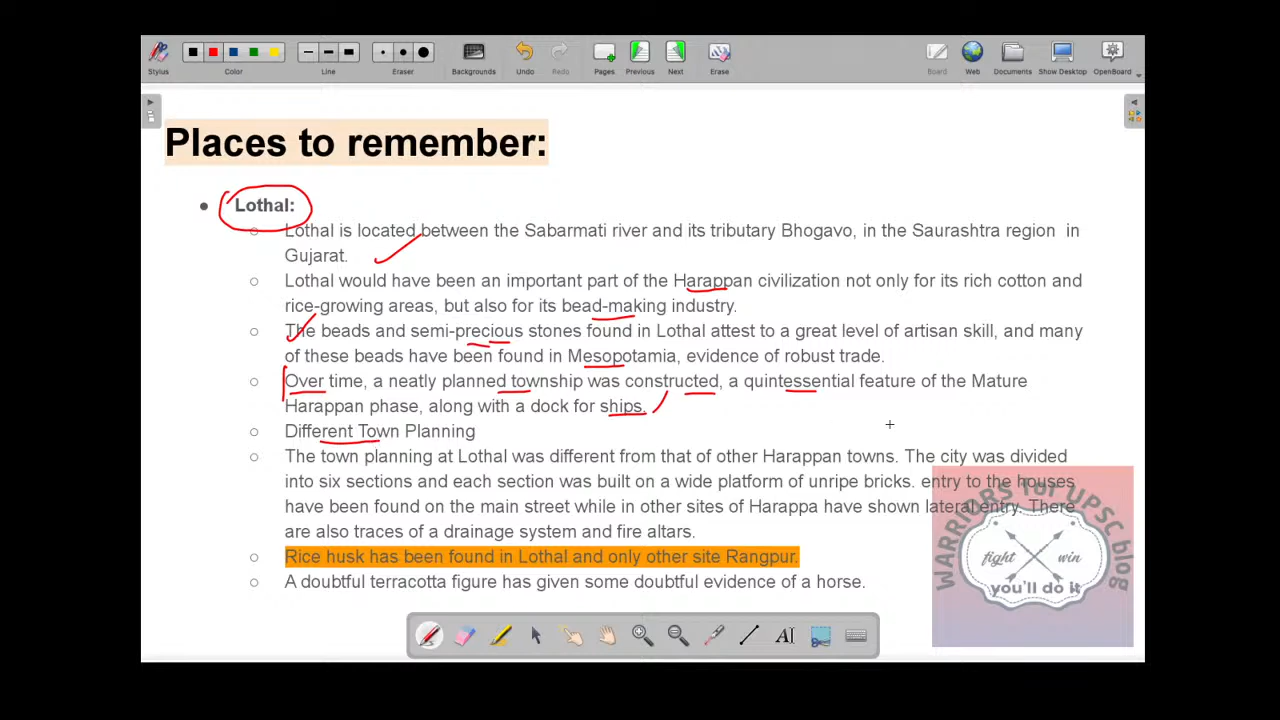 Stylus Color Line Eraser Backgrounds Undo Redo Pages Previous Next Erase Board Web Documents Show Desktop OpenBoard
Places to remember:
● Lothal:
○ Lothal is located between the Sabarmati river and its tributary Bhogavo, in the Saurashtra region in
Gujarat.
○ Lothal would have been an important part of the Harappan civilization not only for its rich cotton and
rice-growing areas, but also for its bead-making industry.
○ The beads and semi-precious stones found in Lothal attest to a great level of artisan skill, and many
of these beads have been found in Mesopotamia, evidence of robust trade.
○ Over time, a neatly planned township was constructed, a quintessential feature of the Mature
Harappan phase, along with a dock for ships.
○ Different Town Planning
○ The town planning at Lothal was different from that of other Harappan towns. The city was divided
into six sections and each section was built on a wide platform of unripe bricks. entry to the houses
have been found on the main street while in other sites of Harappa have shown lateral entry. There
are also traces of a drainage system and fire altars.
○ Rice husk has been found in Lothal and only other site Rangpur.
○ A doubtful terracotta figure has given some doubtful evidence of a horse.
WARRIORS for UPSC blog
fight win
you'll do it
AI